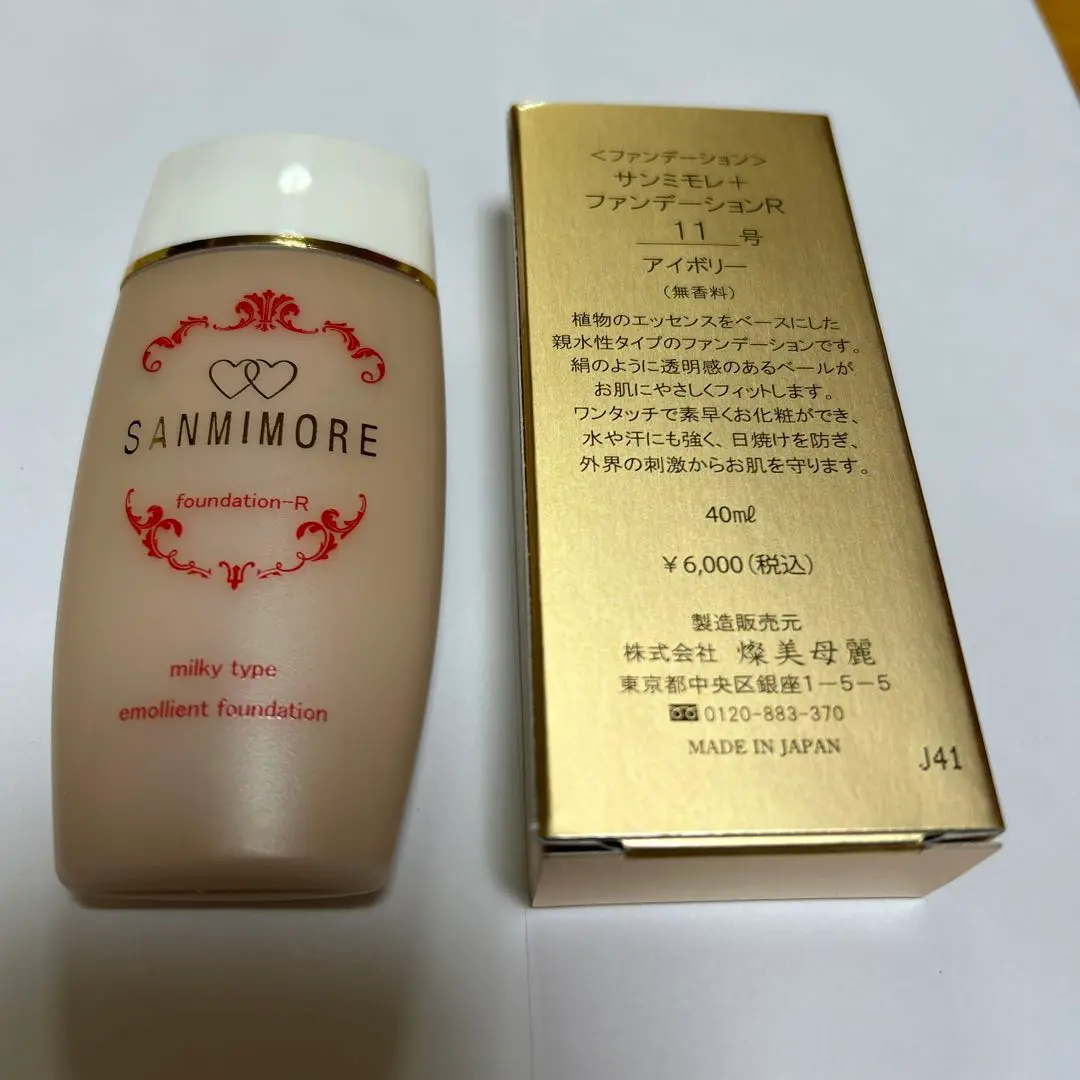 SANMIMORE
foundation-R
milky type
emollient foundation
<ファンデーション>
サンミモレ+
ファンデーションR
11号
アイボリー
(無香料)
植物のエッセンスをベースにした
親水性タイプのファンデーションです。
絹のように透明感のあるベールが
お肌にやさしくフィットします。
ワンタッチで素早くお化粧ができ、
水や汗にも強く、日焼けを防ぎ、
外界の刺激からお肌を守ります。
40mℓ
¥6,000(税込)
製造販売元
株式会社 燦美母麗
東京都中央区銀座1-5-5
0120-883-370
MADE IN JAPAN
J41